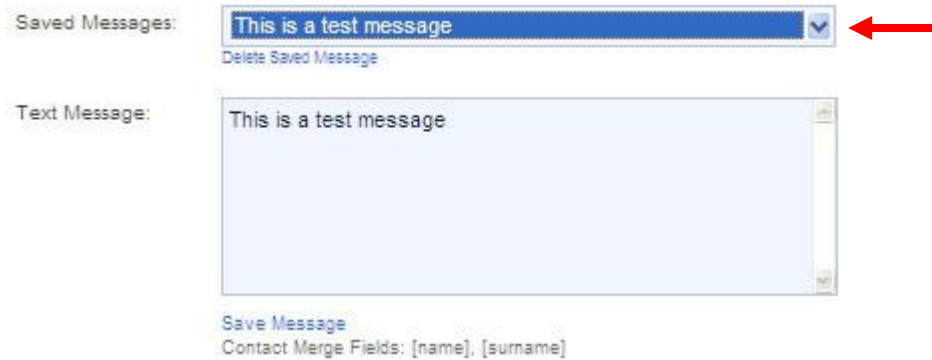 Saved Messages: This is a test message
Delete Saved Message
Text Message: This is a test message
Save Message
Contact Merge Fields: [name], [surname]